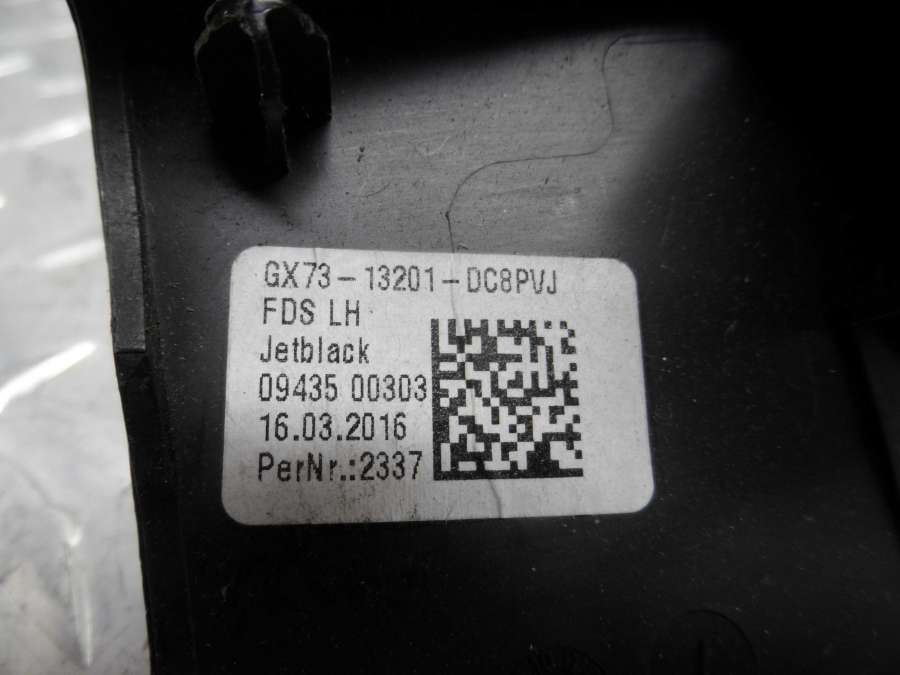 GX73-13201-DC8PVJ
FDS LH
Jetblack
09435 00303
16.03.2016
PerNr.:2337